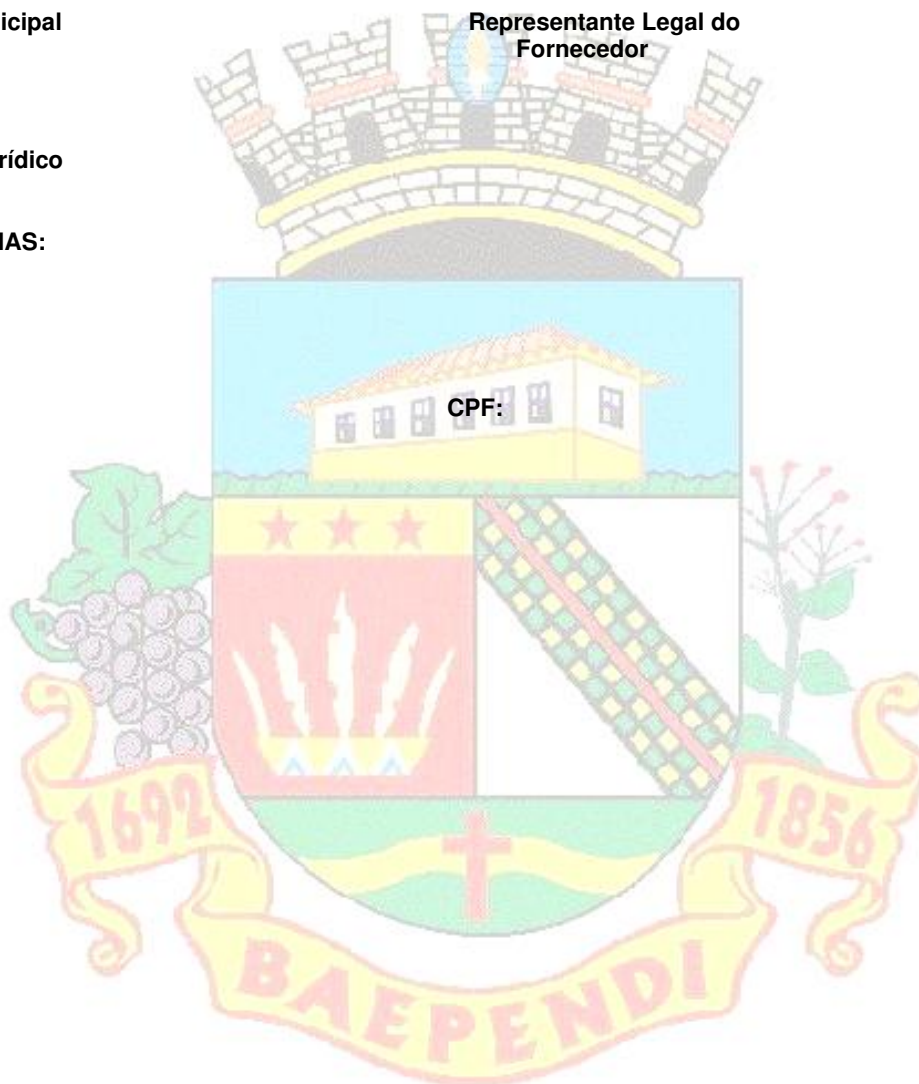 icipal
Representante Legal do
Fornecedor
rídico
IAS:
CPF:
1692
1856
BAEPENDI